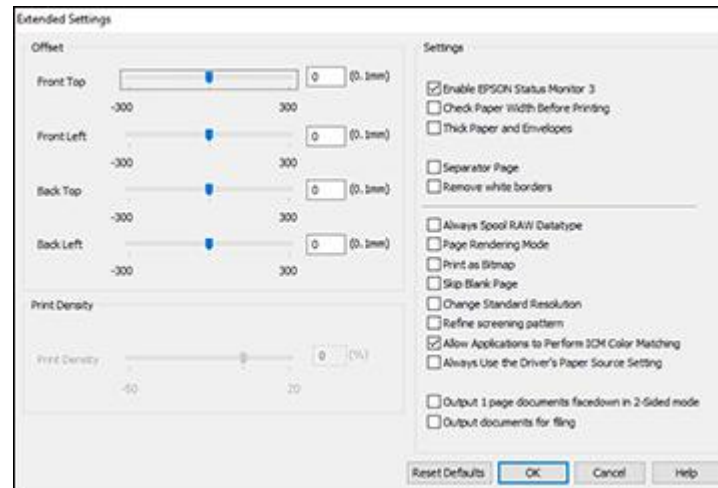 Extended Settings
Offset
Front Top
0
(0.1mm)
-300
300
Front Left
0
(0.1mm)
-300
300
Back Top
0
(0.1mm)
-300
300
Back Left
0
(0.1mm)
-300
300
Print Density
Print Density
0
(%)
-50
20
Settings
Enable EPSON Status Monitor 3
Check Paper Width Before Printing
Thick Paper and Envelopes
Separator Page
Remove white borders
Always Spool RAW Datatype
Page Rendering Mode
Print as Bitmap
Skip Blank Page
Change Standard Resolution
Refine screening pattern
Allow Applications to Perform ICM Color Matching
Always Use the Driver's Paper Source Setting
Output 1 page documents facedown in 2-Sided mode
Output documents for filing
Reset Defaults
OK
Cancel
Help